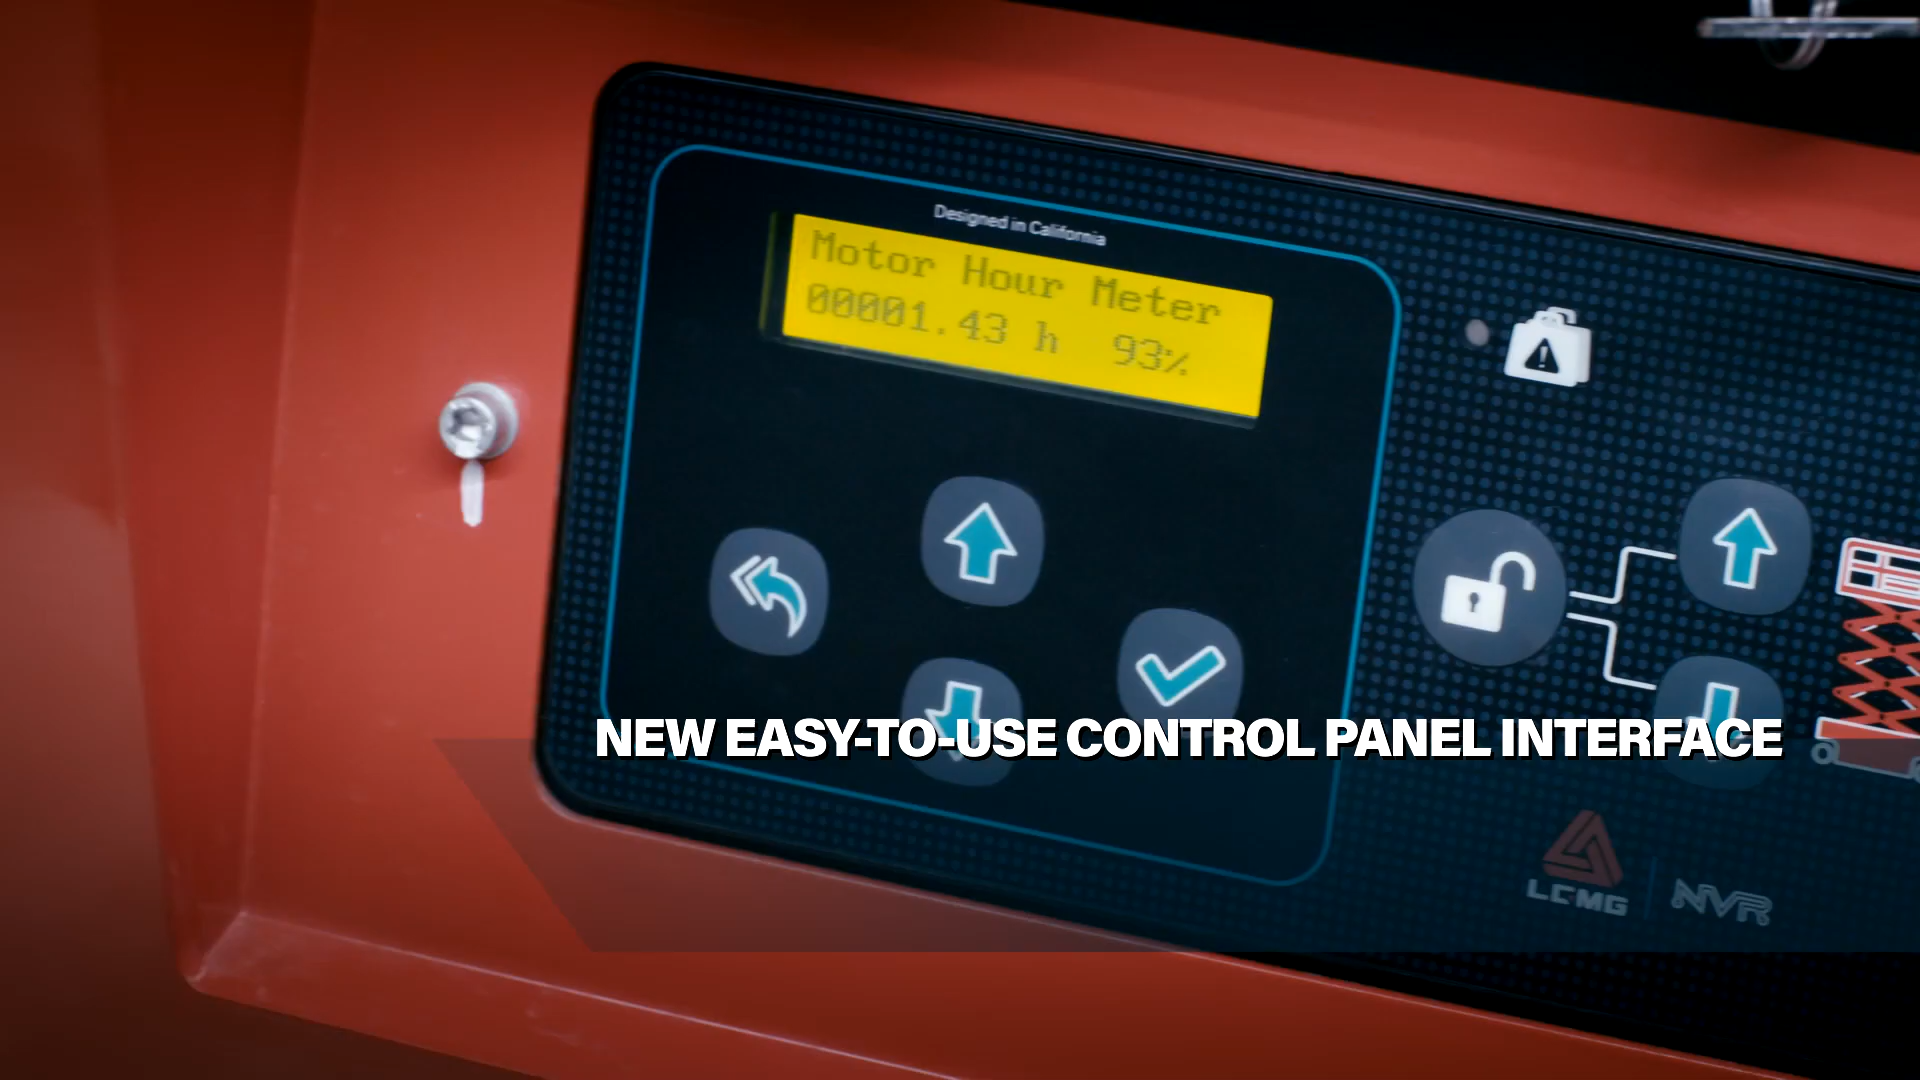 Designed in California
Motor Hour Meter
00001.43 h 93%
NEW EASY-TO-USE CONTROL PANEL INTERFACE
LCMG NVR